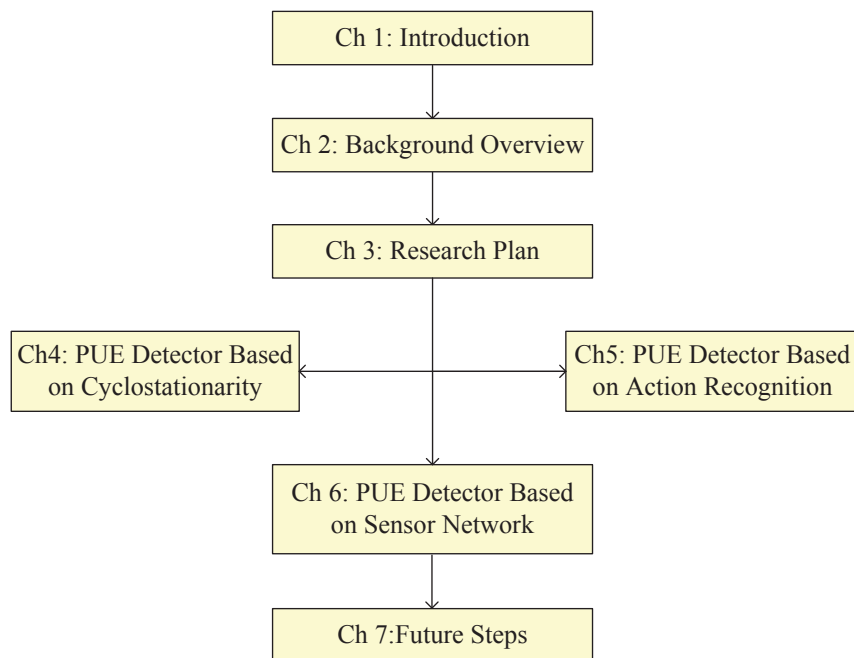 Ch 1: Introduction
Ch 2: Background Overview
Ch 3: Research Plan
Ch4: PUE Detector Based
on Cyclostationarity
Ch5: PUE Detector Based
on Action Recognition
Ch 6: PUE Detector Based
on Sensor Network
Ch 7:Future Steps